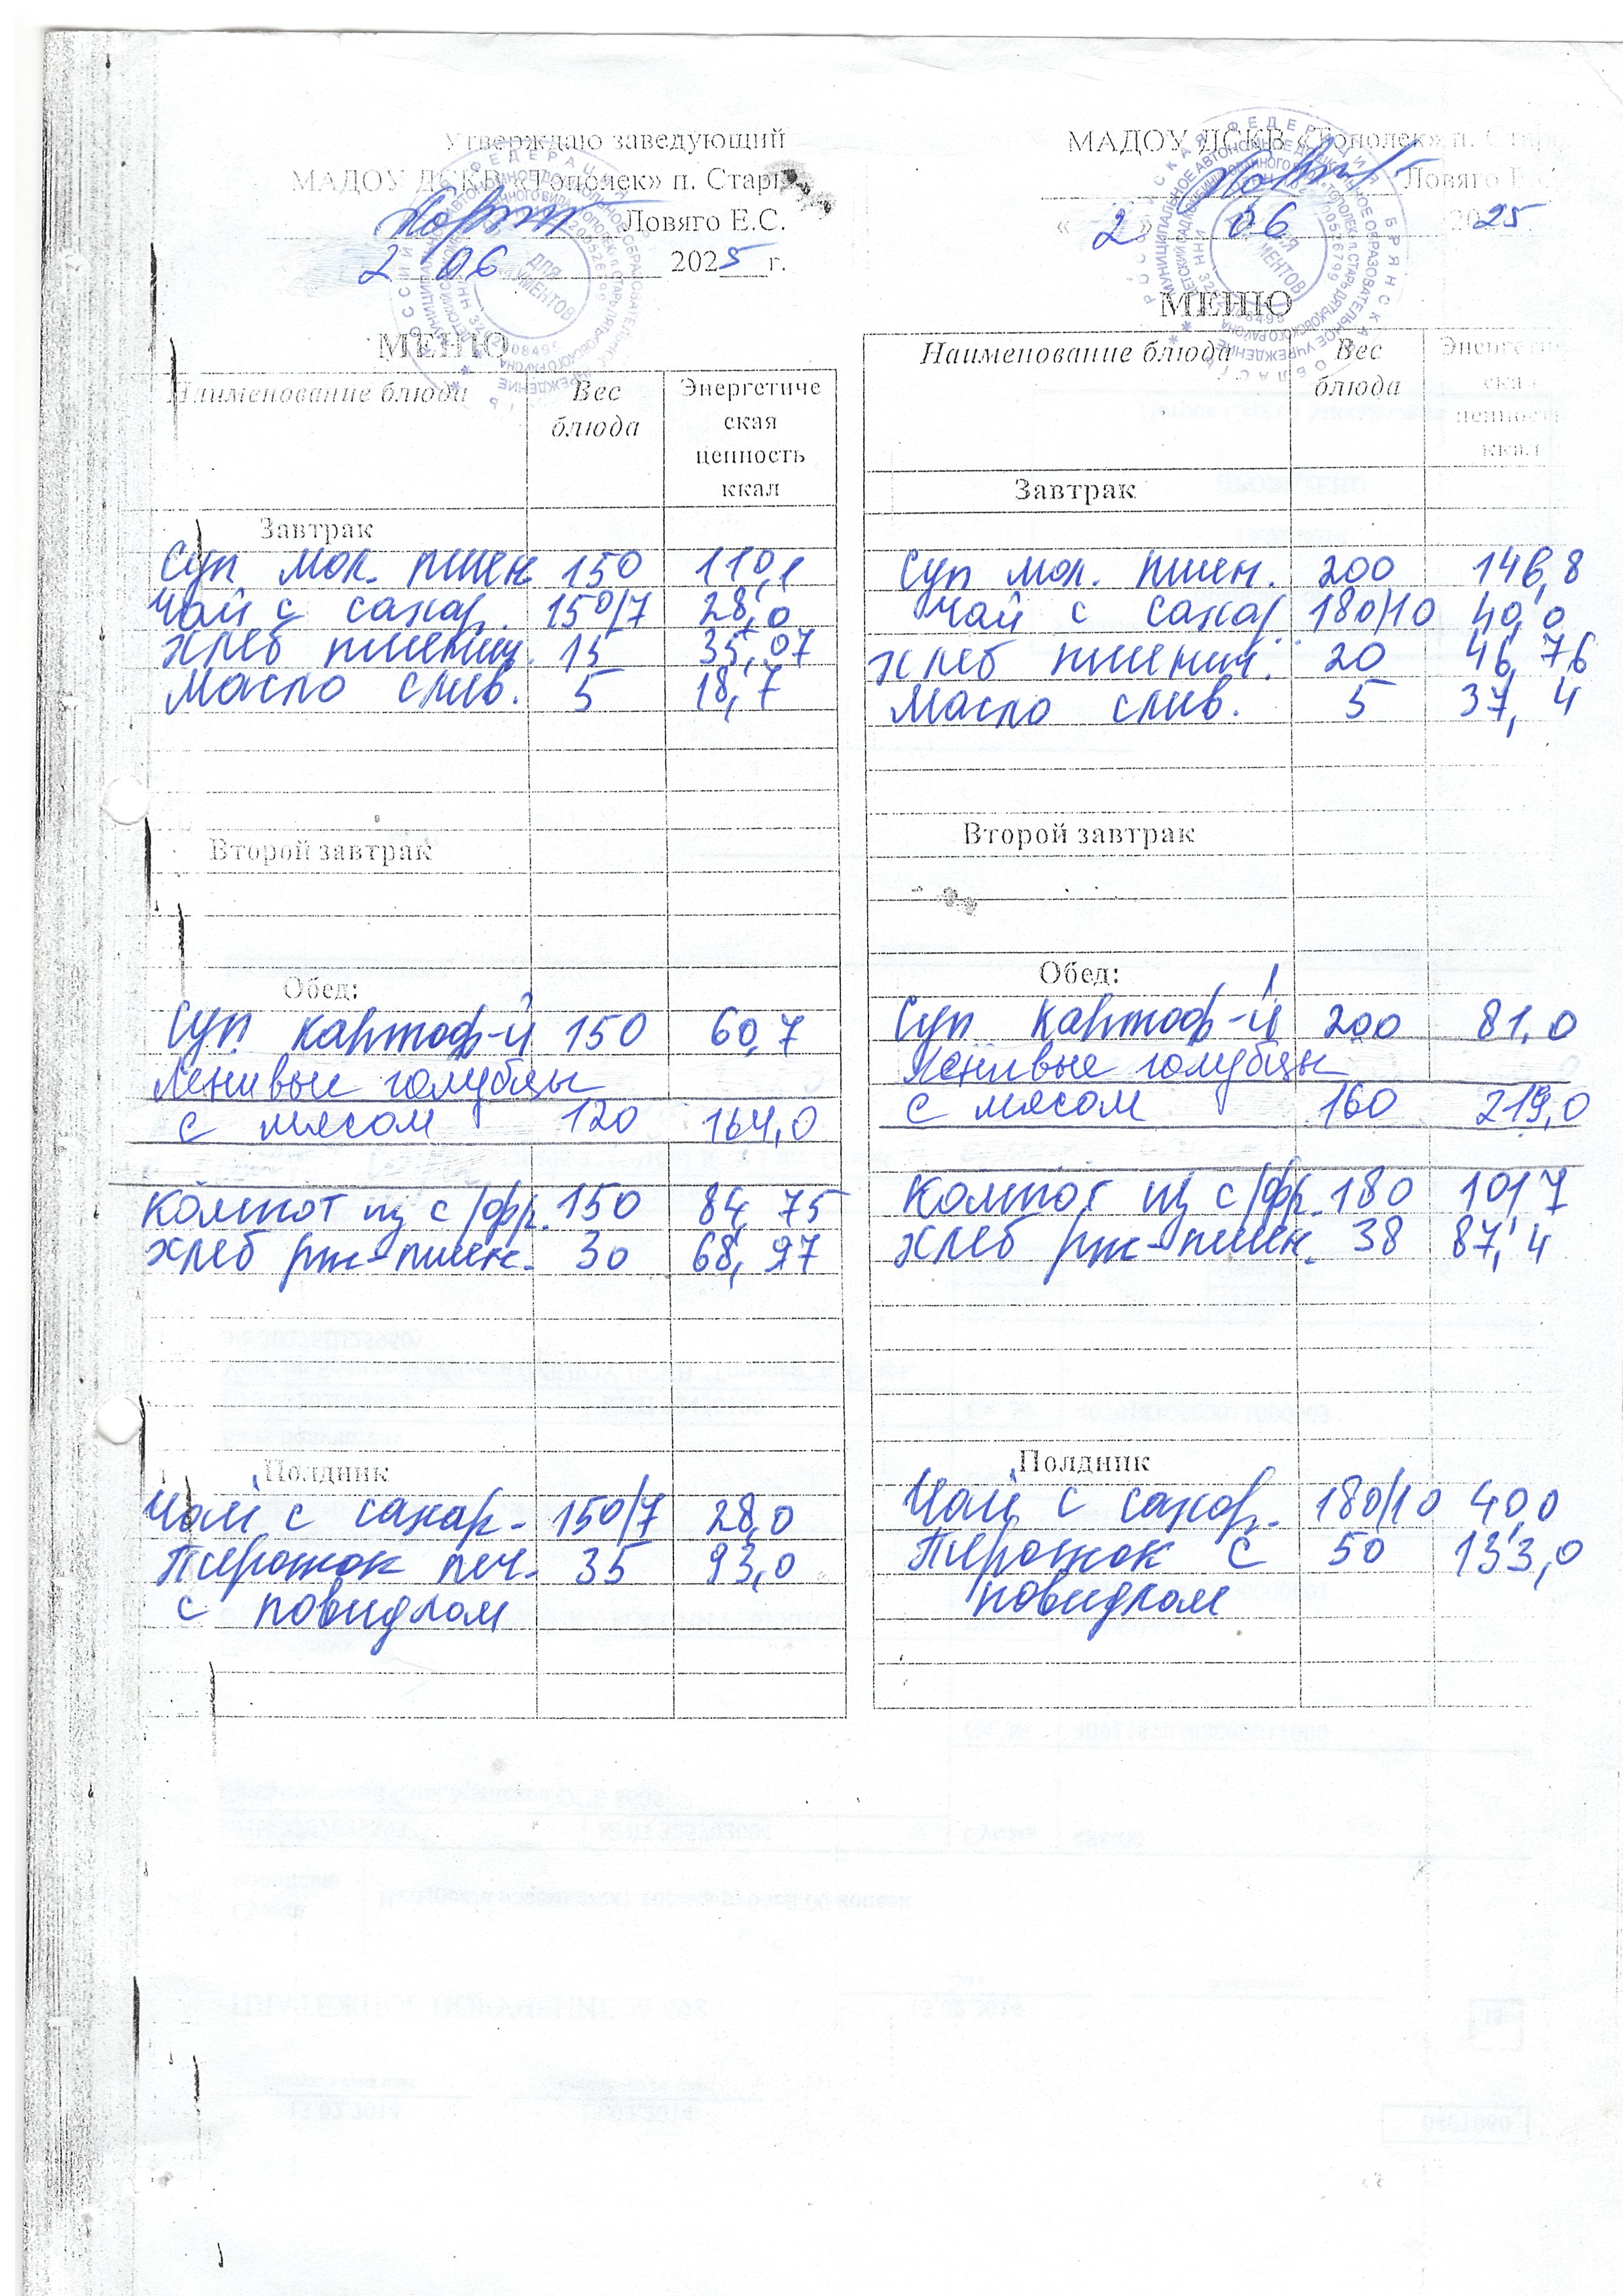 Утверждаю заведующий
МАДОУ ДСКВ «Тополек» п. Старь
Ловяго Е.С.
2 06 2025 г.
МЕНЮ
Наименование блюда Вес блюда Энергетиче ская ценность ккал
Завтрак
Суп мол. пшен 150 110,1
Чай с сахар. 150/7 28,0
Хлеб пшенич. 15 35,07
Масло слив. 5 18,7
Второй завтрак
Обед:
Суп картоф-й 150 60,7
Ленивые голубцы
с мясом 120 164,0
Компот из с/фр. 150 84,75
Хлеб рж-пшен. 30 68,97
Полдник
Чай с сахар. 150/7 28,0
Пирожок печ. 35 93,0
с повидлом
МАДОУ ДСКВ «Тополек» п. Старь
Ловяго Е.
« 2 » 06 2025
МЕНЮ
Наименование блюда Вес блюда Энергетиче ская ценность ккал
Завтрак
Суп мол. пшен. 200 146,8
Чай с сахар 180/10 40,0
Хлеб пшенич. 20 46,76
Масло слив. 5 37,4
Второй завтрак
Обед:
Суп картоф-й 200 81,0
Ленивые голубцы
с мясом 160 219,0
Компот из с/фр. 180 101,7
Хлеб рж-пшен. 38 87,4
Полдник
Чай с сахар. 180/10 40,0
Пирожок с 50 133,0
повидлом